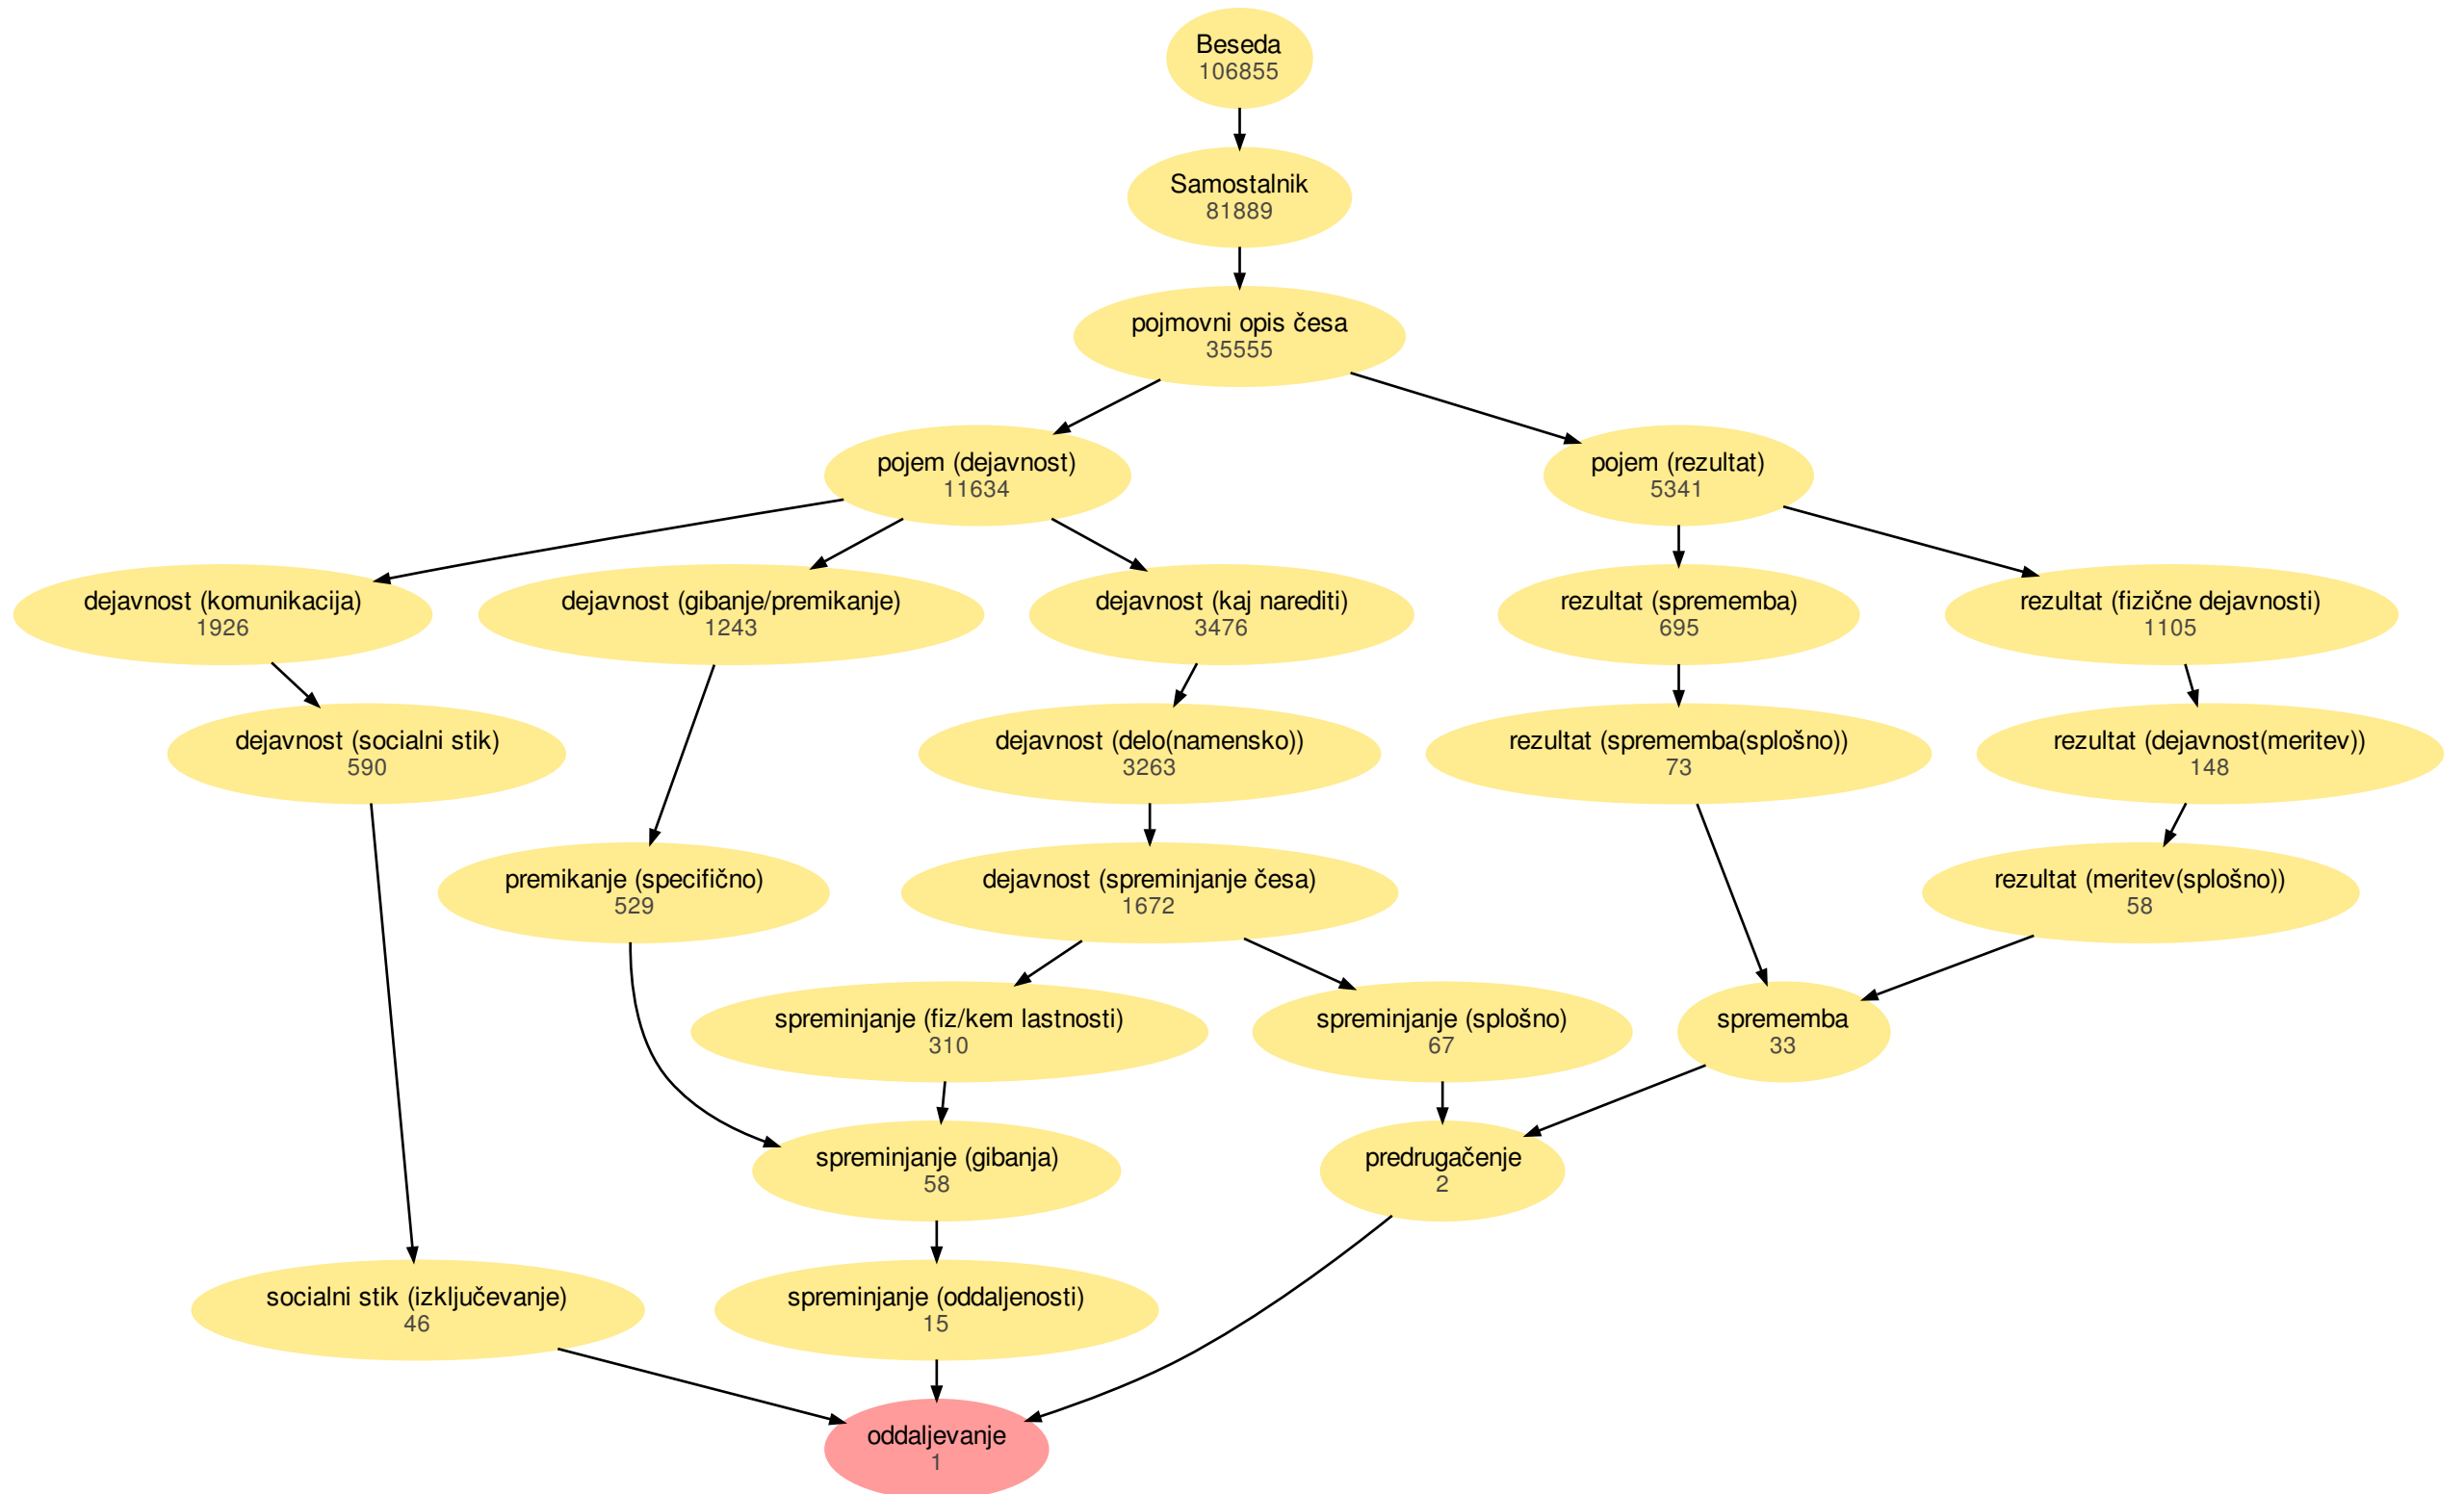 Beseda
106855
Samostalnik
81889
pojmovni opis česa
35555
pojem (dejavnost)
11634
pojem (rezultat)
5341
dejavnost (komunikacija)
1926
dejavnost (gibanje/premikanje)
1243
dejavnost (kaj narediti)
3476
rezultat (sprememba)
695
rezultat (fizične dejavnosti)
1105
dejavnost (socialni stik)
590
dejavnost (delo(namensko))
3263
rezultat (sprememba(splošno))
73
rezultat (dejavnost(meritev))
148
premikanje (specifično)
529
dejavnost (spreminjanje česa)
1672
rezultat (meritev(splošno))
58
spreminjanje (fiz/kem lastnosti)
310
spreminjanje (splošno)
67
sprememba
33
spreminjanje (gibanja)
58
predrugačenje
2
socialni stik (izključevanje)
46
spreminjanje (oddaljenosti)
15
oddaljevanje
1